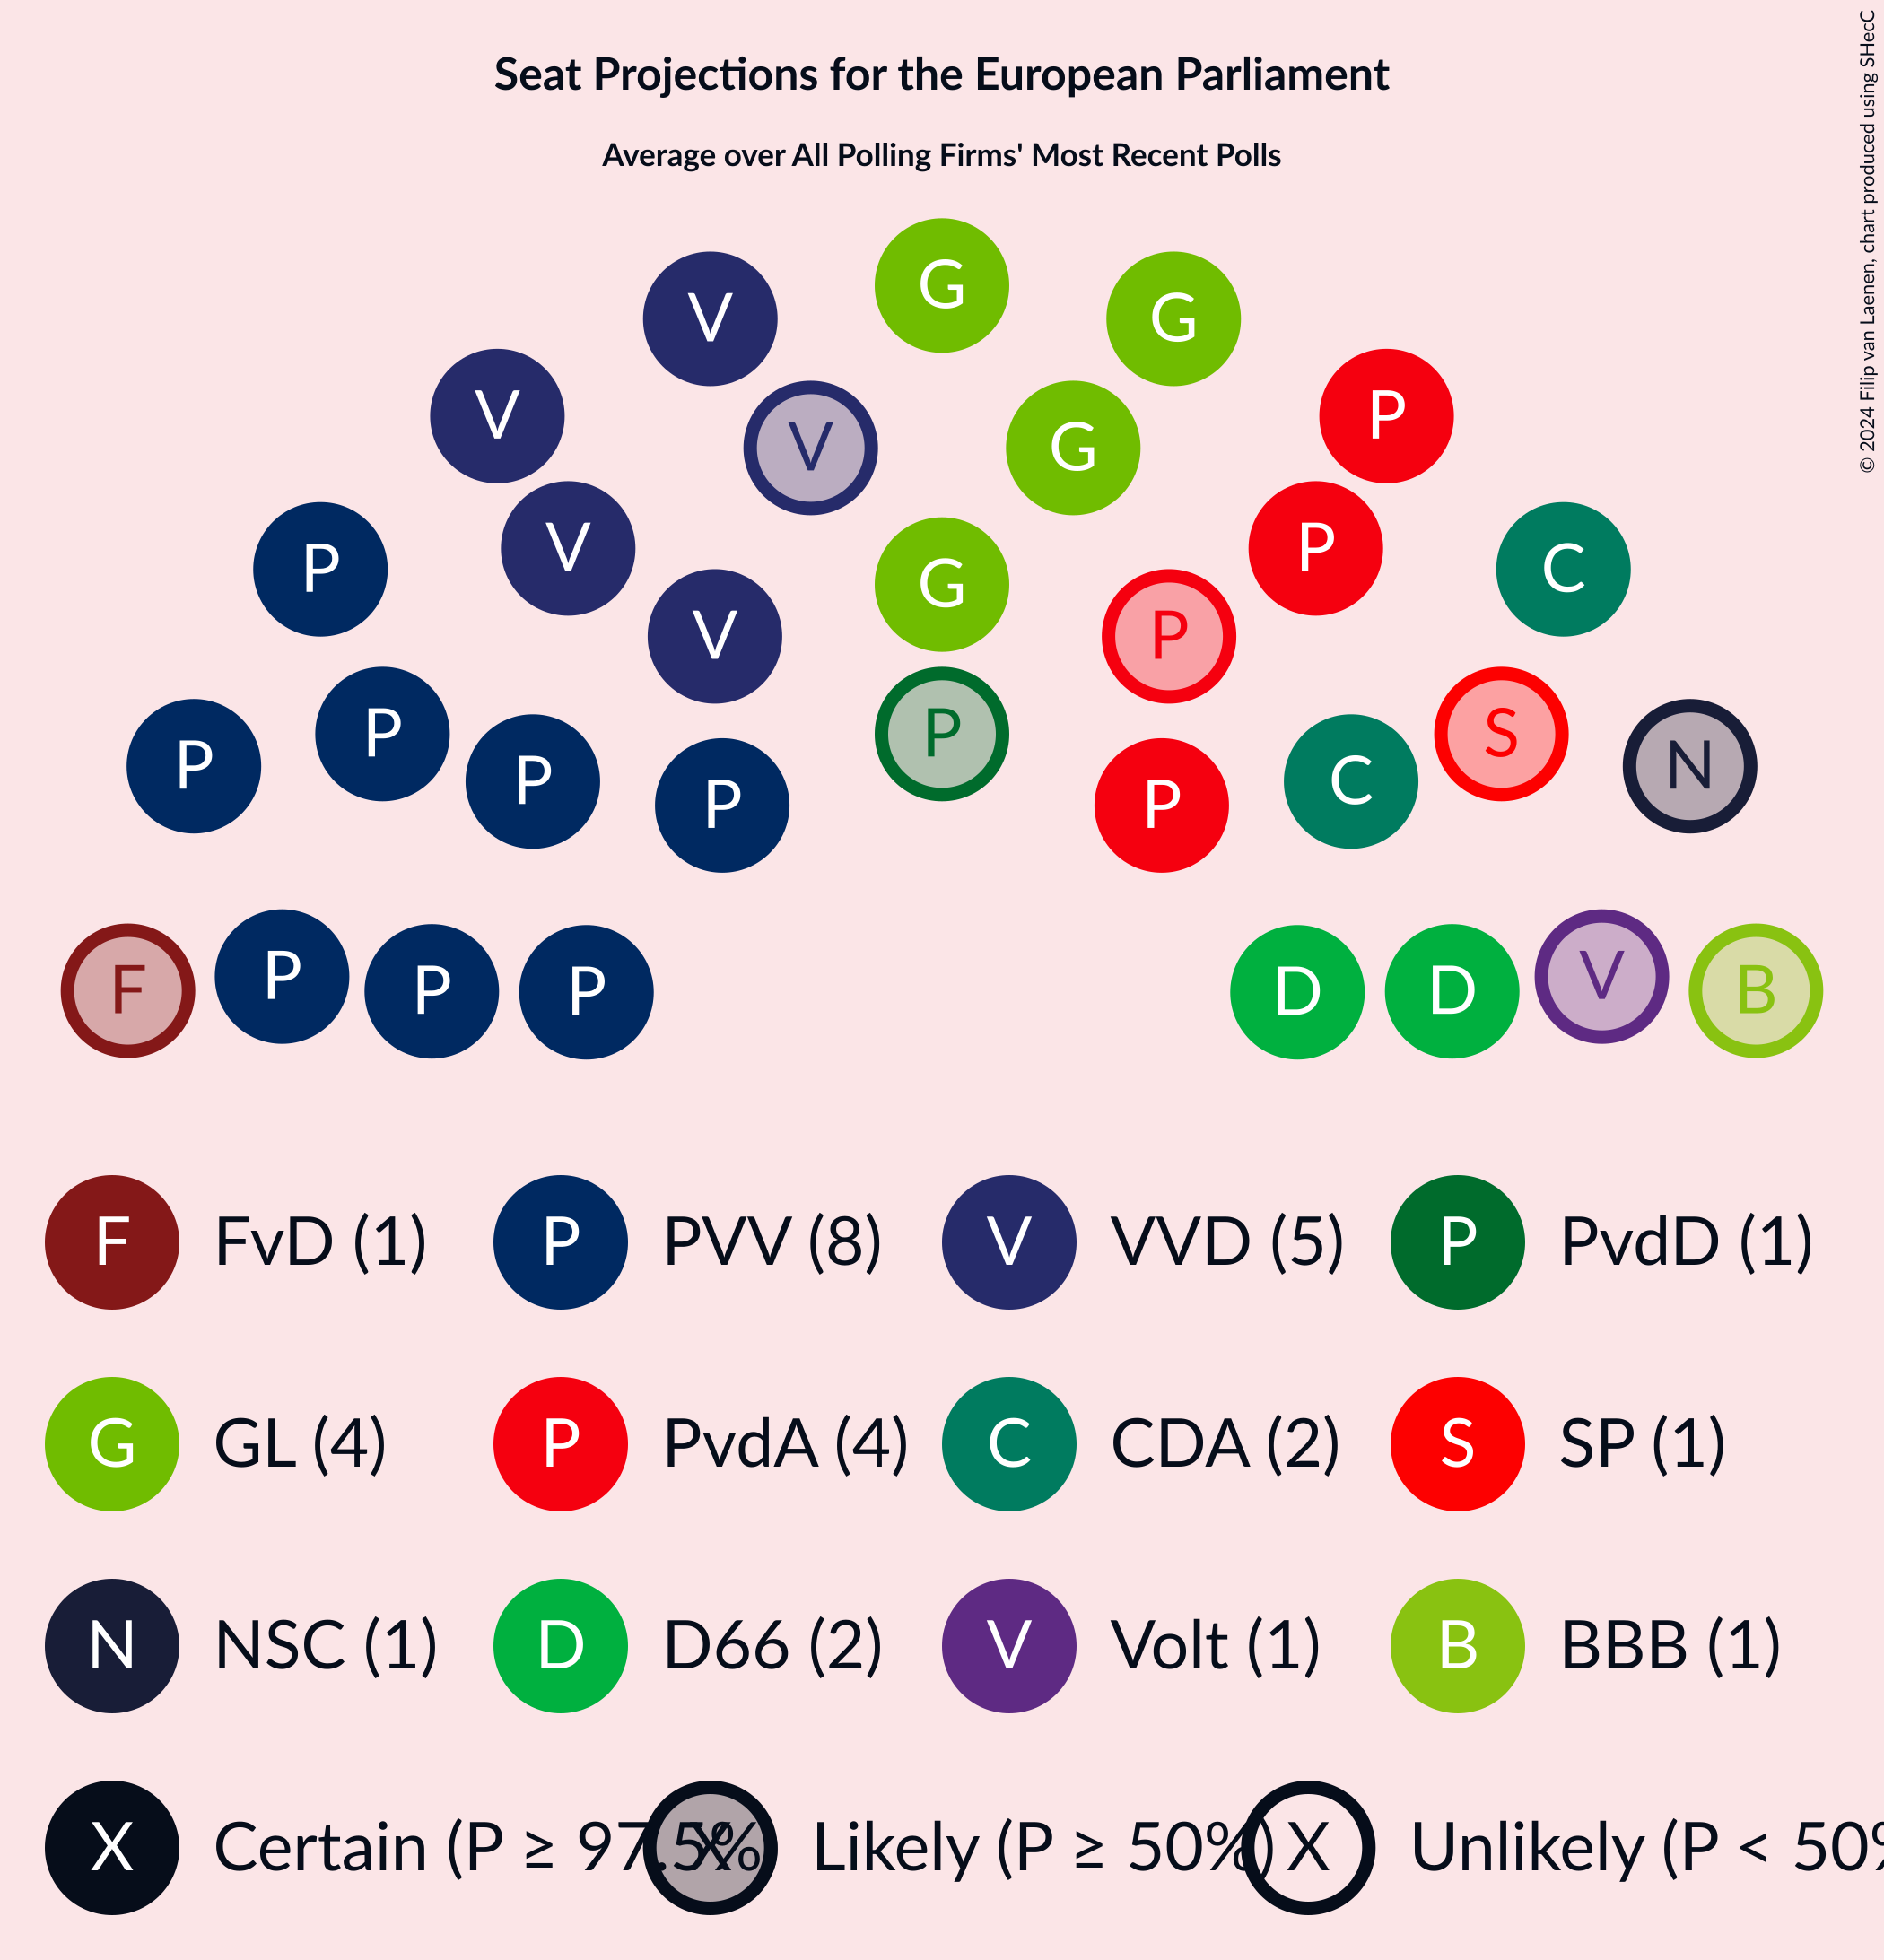 Seat Projections for the European Parliament
Average over All Polling Firms' Most Recent Polls
© 2024 Filip van Laenen, chart produced using SHecC
G
V G
V P
V G
P V P C
G
V P
P P S N
P P C
P P
F P P P D D V B
F FvD (1) P PVV (8) V VVD (5) P PvdD (1)
G GL (4) P PvdA (4) C CDA (2) S SP (1)
N NSC (1) D D66 (2) V Volt (1) B BBB (1)
X Certain (P ≥ 97.5% X Likely (P ≥ 50%) X Unlikely (P < 50%